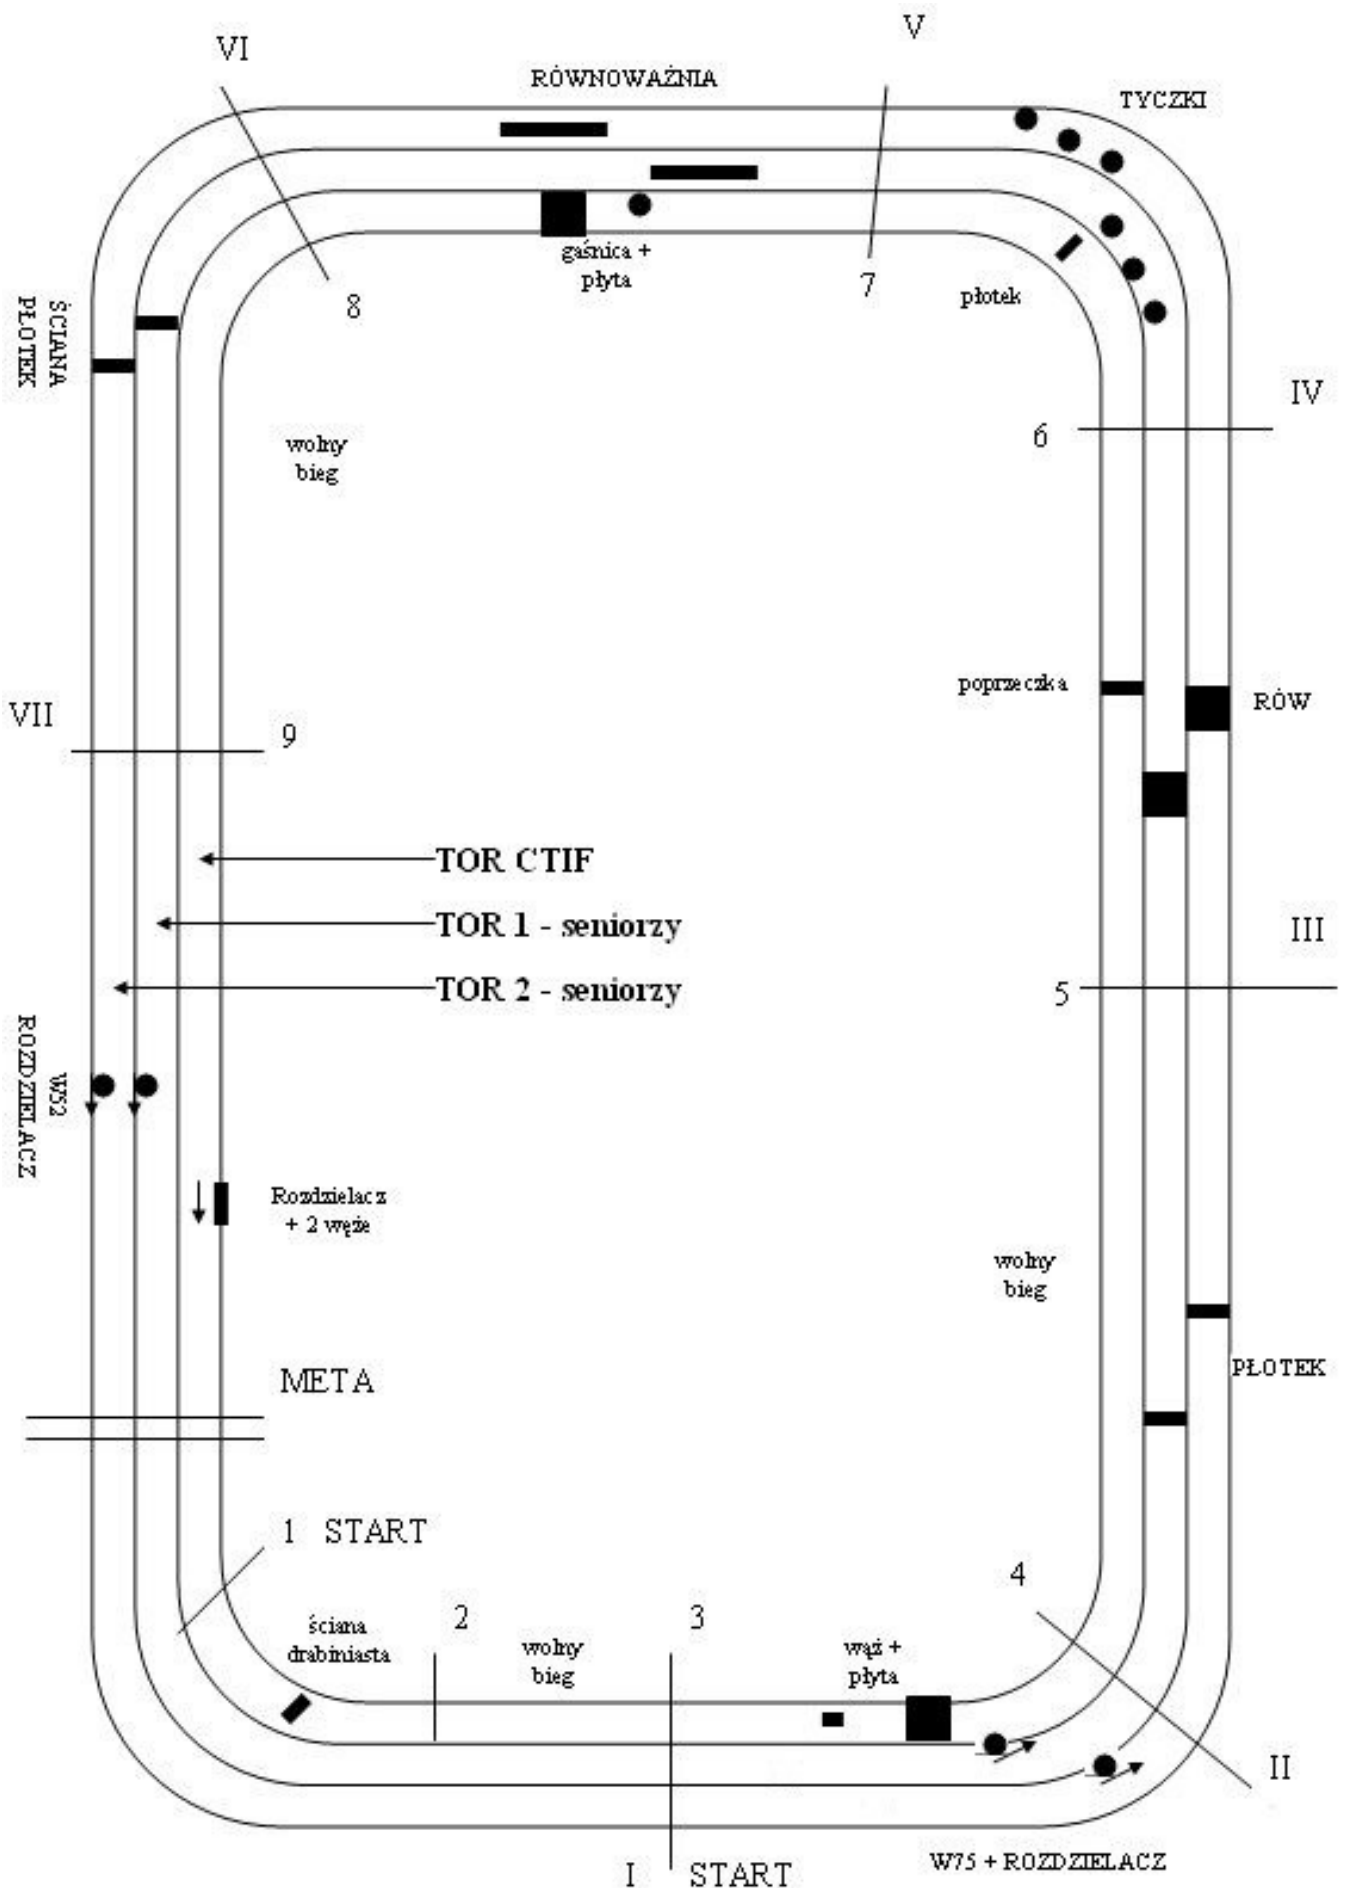 VI
V
RÓWNOWAŻNIA
TYCZKI
gaśnica +
płyta
8
7
płotek
ŚCIANA
PŁOTEK
IV
6
wolny
bieg
poprzeczka
RÓW
VII
9
TOR CTIF
TOR 1 - seniorzy
III
TOR 2 - seniorzy
5
W52
ROZDZIELACZ
Rozdzielacz
+ 2 węże
wolny
bieg
PŁOTEK
META
1 START
4
ściana
drabiniasta
2
wolny
bieg
3
wąż +
płyta
II
I START
W75 + ROZDZIELACZ